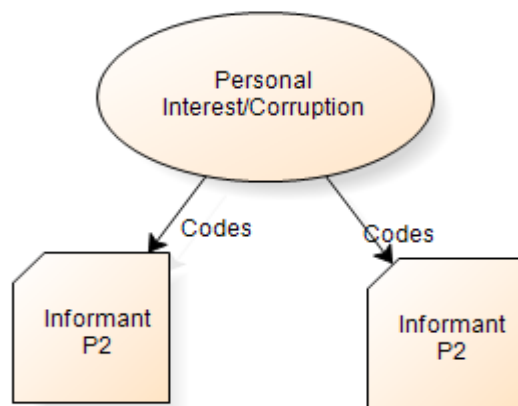 Personal
Interest/Corruption
Codes
Codes
Informant
P2
Informant
P2